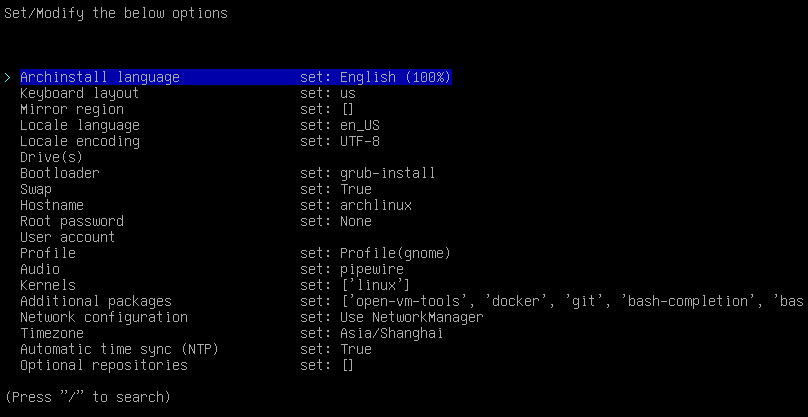 Set/Modify the below options
> Archinstall language set: English (100%)
Keyboard layout set: us
Mirror region set: []
Locale language set: en_US
Locale encoding set: UTF-8
Drive(s)
Bootloader set: grub-install
Swap set: True
Hostname set: archlinux
Root password set: None
User account
Profile set: Profile(gnome)
Audio set: pipewire
Kernels set: ['linux']
Additional packages set: ['open-vm-tools', 'docker', 'git', 'bash-completion', 'bas
Network configuration set: Use NetworkManager
Timezone set: Asia/Shanghai
Automatic time sync (NTP) set: True
Optional repositories set: []
(Press "/" to search)